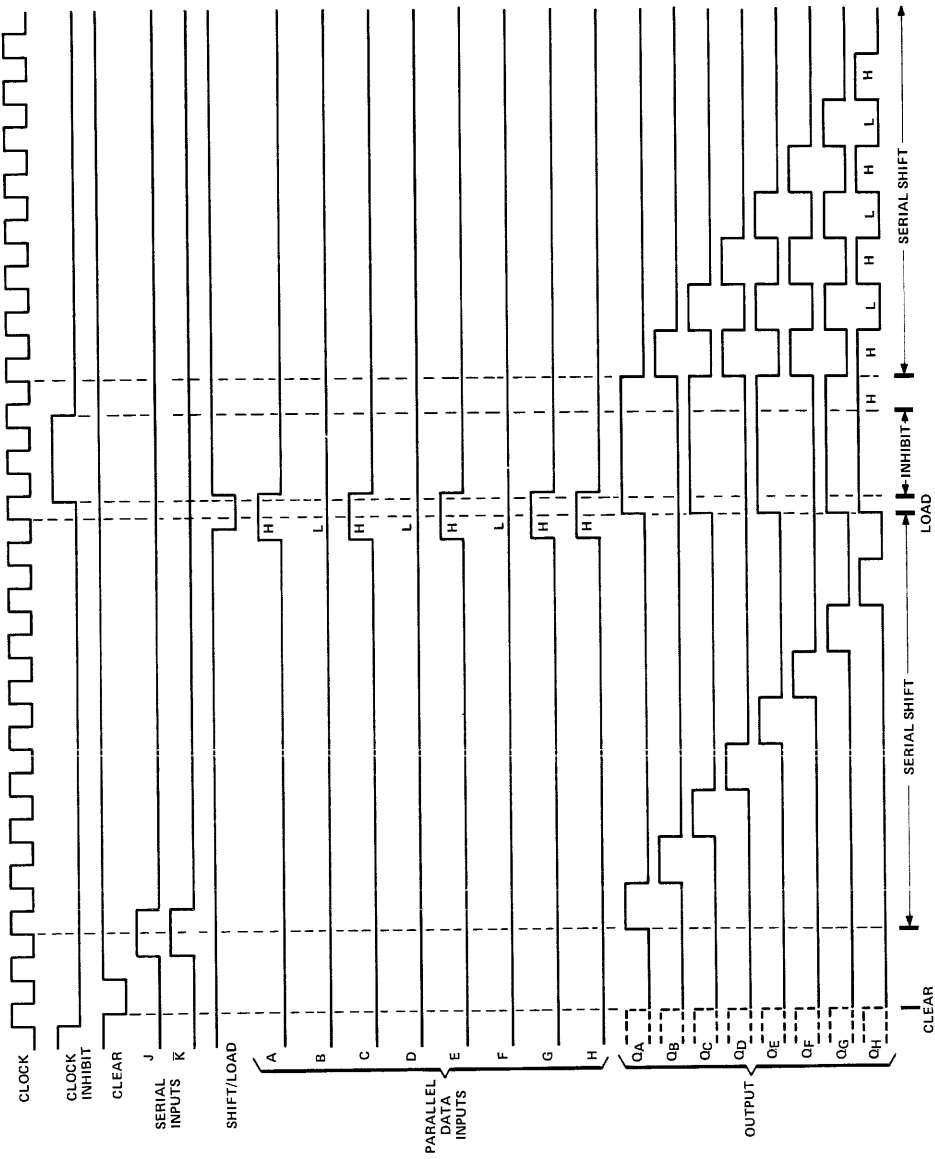 CLOCK
CLOCK
INHIBIT
CLEAR
SERIAL
INPUTS
J
K̅
SHIFT/LOAD
PARALLEL
DATA
INPUTS
A H
B L
C H
D L
E H
F L
G H
H H
OUTPUT
QA
QB
QC
QD
QE
QF
QG
QH H H L H L H L H
SERIAL SHIFT
INHIBIT
SERIAL SHIFT
CLEAR
LOAD